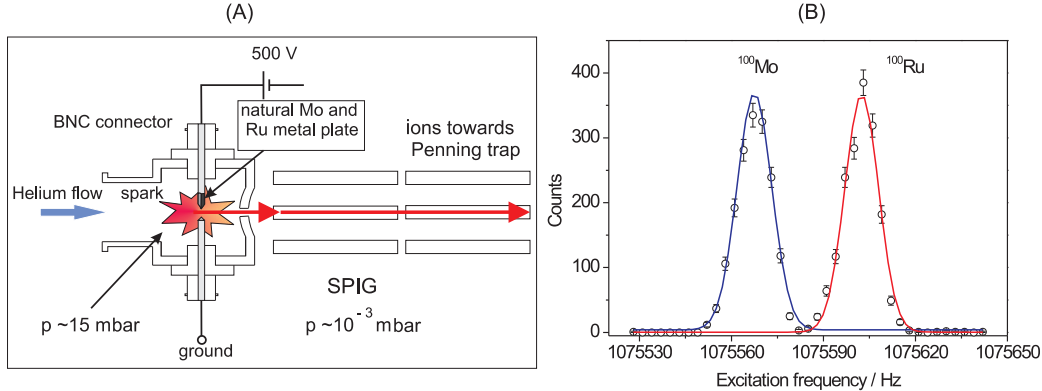 (A)
500 V
BNC connector
natural Mo and
Ru metal plate
ions towards
Penning trap
Helium flow
spark
SPIG
p ~15 mbar
p ~10⁻³ mbar
ground
(B)
¹⁰⁰Mo
¹⁰⁰Ru
400
300
200
100
0
Counts
1075530
1075560
1075590
1075620
1075650
Excitation frequency / Hz